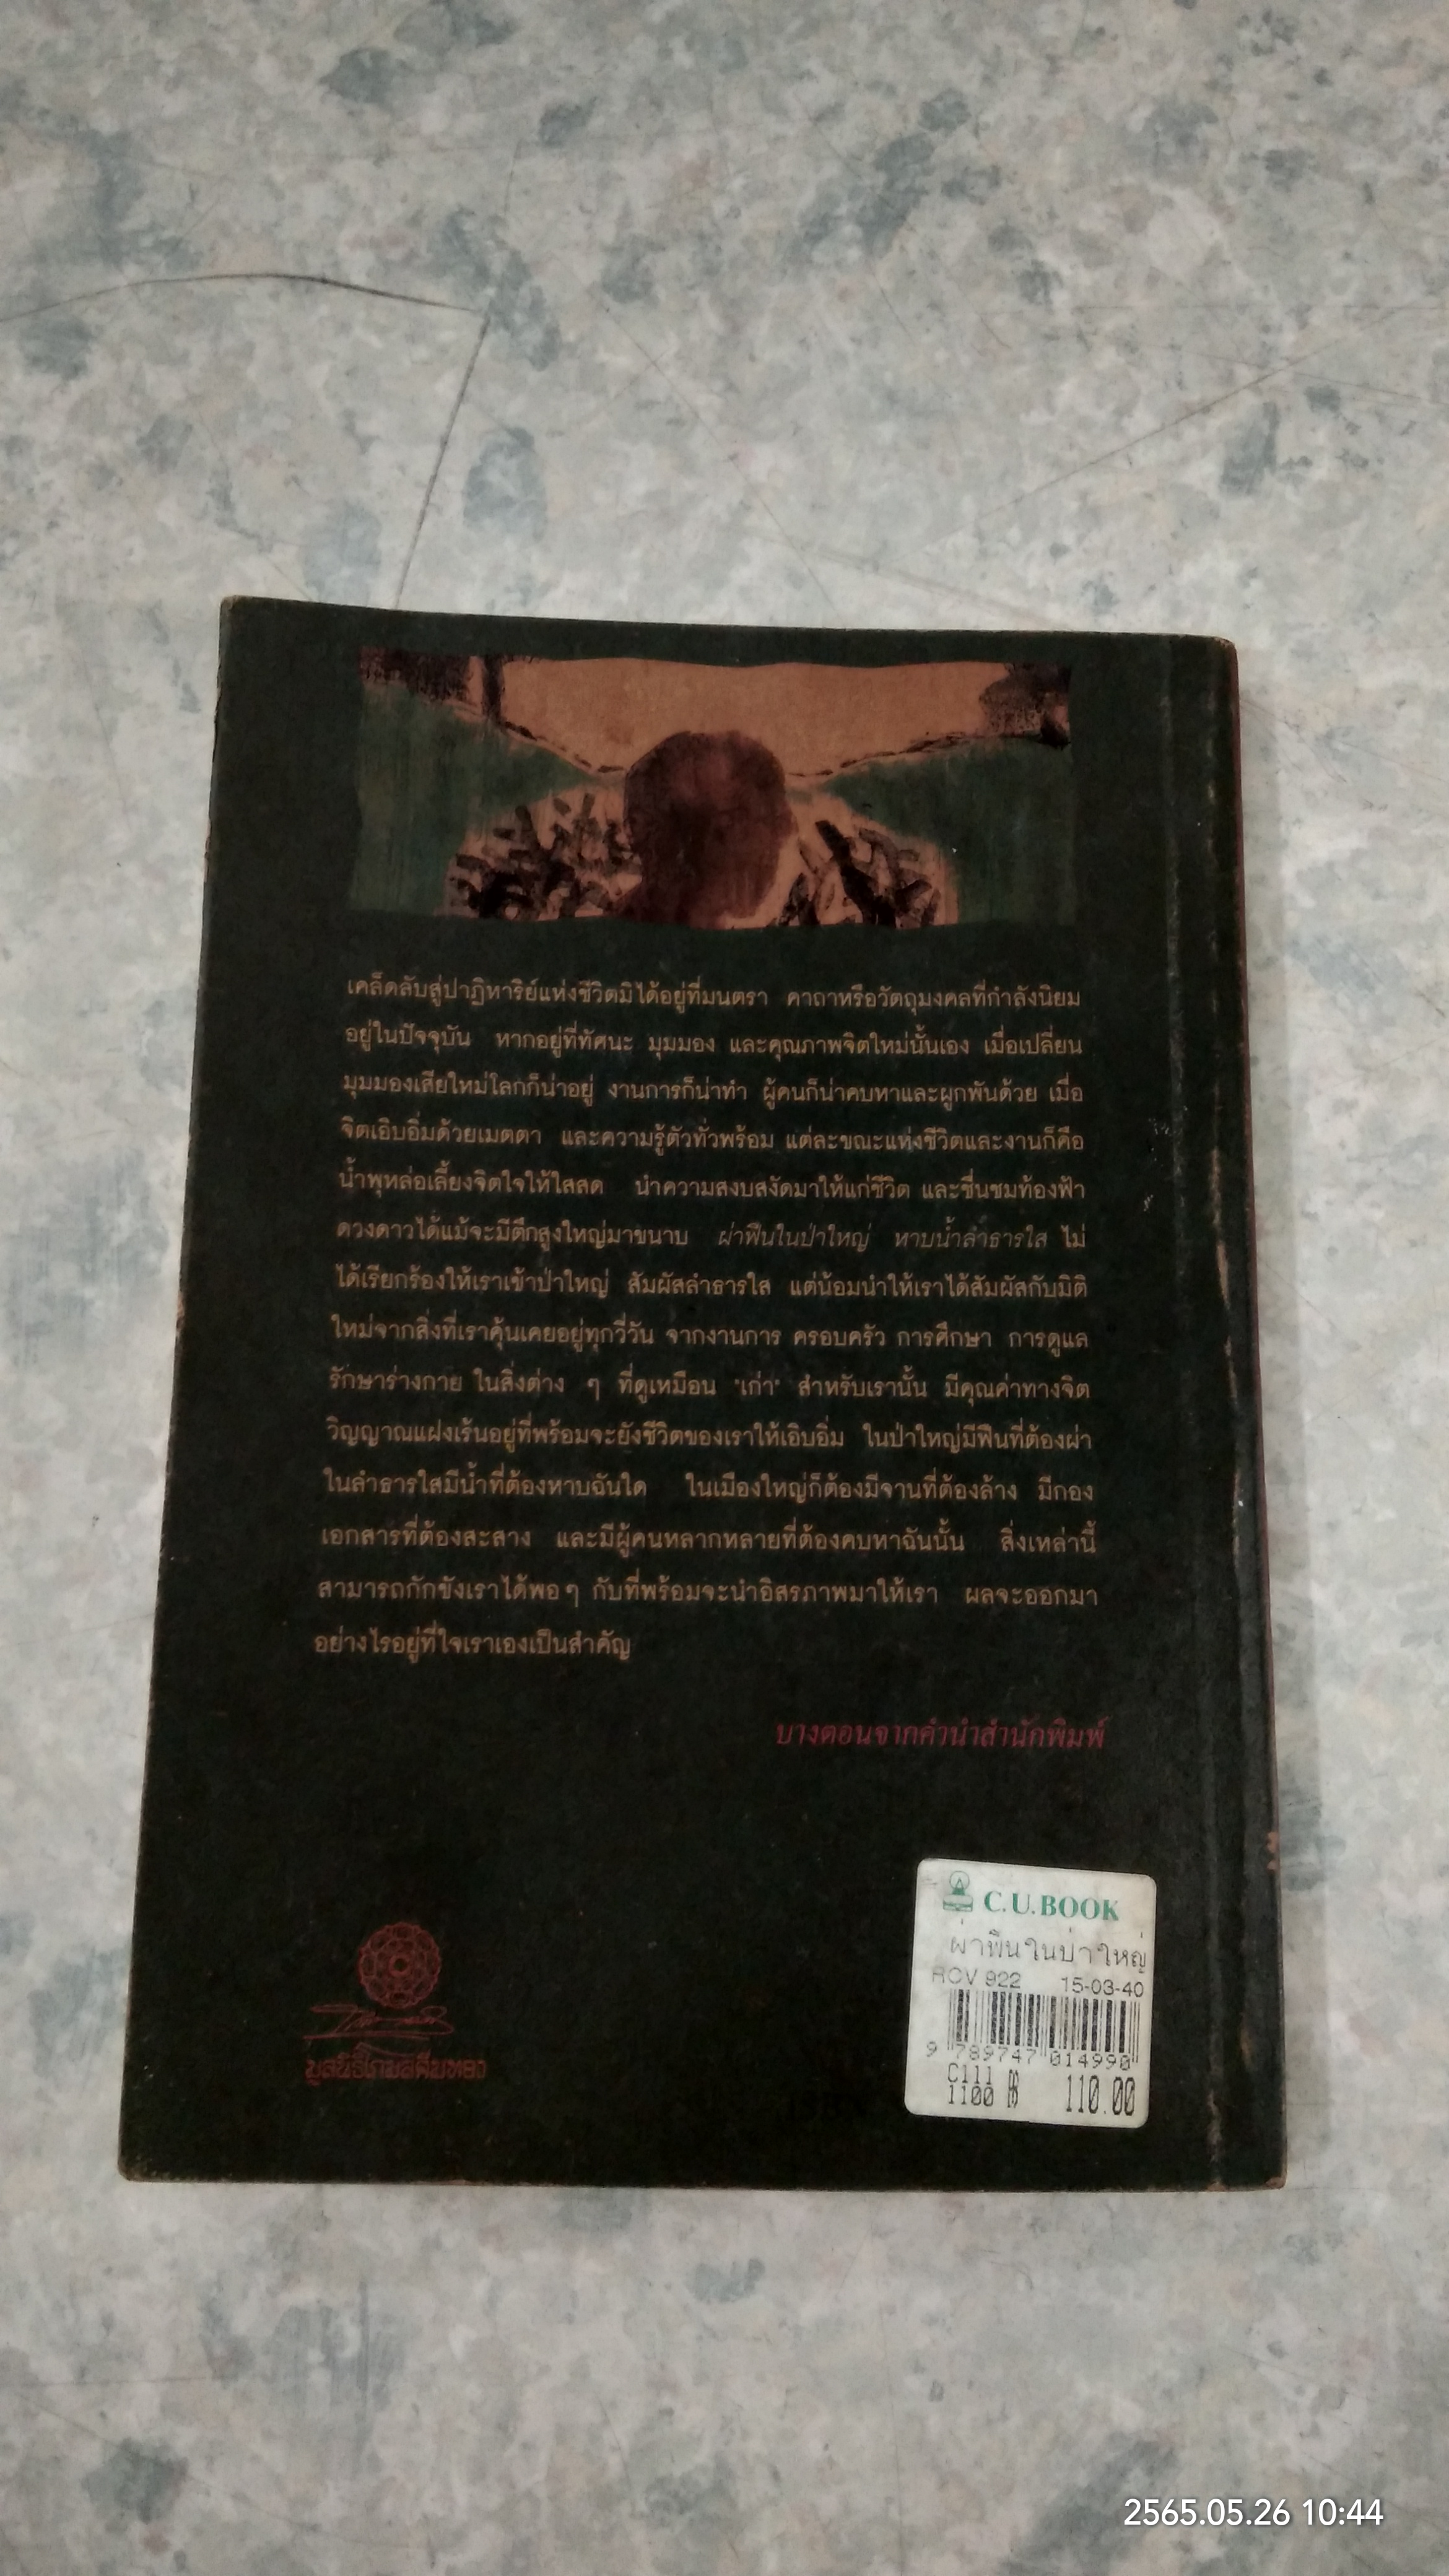 เคล็ดลับสู่ปาฏิหาริย์แห่งชีวิตมิได้อยู่ที่มนตรา คาถาหรือวัตถุมงคลที่กำลังนิยม
อยู่ในปัจจุบัน หากอยู่ที่ทัศนะ มุมมอง และคุณภาพจิตใหม่นั้นเอง เมื่อเปลี่ยน
มุมมองเสียใหม่โลกก็น่าอยู่ งานการก็น่าทำ ผู้คนก็น่าคบหาและผูกพันด้วย เมื่อ
จิตเอิบอิ่มด้วยเมตตา และความรู้ตัวทั่วพร้อม แต่ละขณะแห่งชีวิตและงานก็คือ
น้ำพุหล่อเลี้ยงจิตใจให้ใสสด นำความสงบสงัดมาให้แก่ชีวิต และชื่นชมท้องฟ้า
ดวงดาวได้แม้จะมีตึกสูงใหญ่มาขนาบ ผ่าฟืนในป่าใหญ่ หาบน้ำลำธารใส ไม่
ได้เรียกร้องให้เราเข้าป่าใหญ่ สัมผัสลำธารใส แต่น้อมนำให้เราได้สัมผัสกับมิติ
ใหม่จากสิ่งที่เราคุ้นเคยอยู่ทุกวี่วัน จากงานการ ครอบครัว การศึกษา การดูแล
รักษาร่างกาย ในสิ่งต่าง ๆ ที่ดูเหมือน "เก่า" สำหรับเรานั้น มีคุณค่าทางจิต
วิญญาณแฝงเร้นอยู่ที่พร้อมจะยังชีวิตของเราให้เอิบอิ่ม ในป่าใหญ่มีฟืนที่ต้องผ่า
ในลำธารใสมีน้ำที่ต้องหาบฉันใด ในเมืองใหญ่ก็ต้องมีจานที่ต้องล้าง มีกอง
เอกสารที่ต้องสะสาง และมีผู้คนหลากหลายที่ต้องคบหาฉันนั้น สิ่งเหล่านี้
สามารถกักขังเราได้พอๆ กับที่พร้อมจะนำอิสรภาพมาให้เรา ผลจะออกมา
อย่างไรอยู่ที่ใจเราเองเป็นสำคัญ
บางตอนจากคำนำสำนักพิมพ์
มูลนิธิโกมลคีมทอง
C.U.BOOK
ผ่าฟืนในป่าใหญ่
RCV 922 15-03-40
9 789747 014990
C111
1100 ฿ 110.00
2565.05.26 10:44